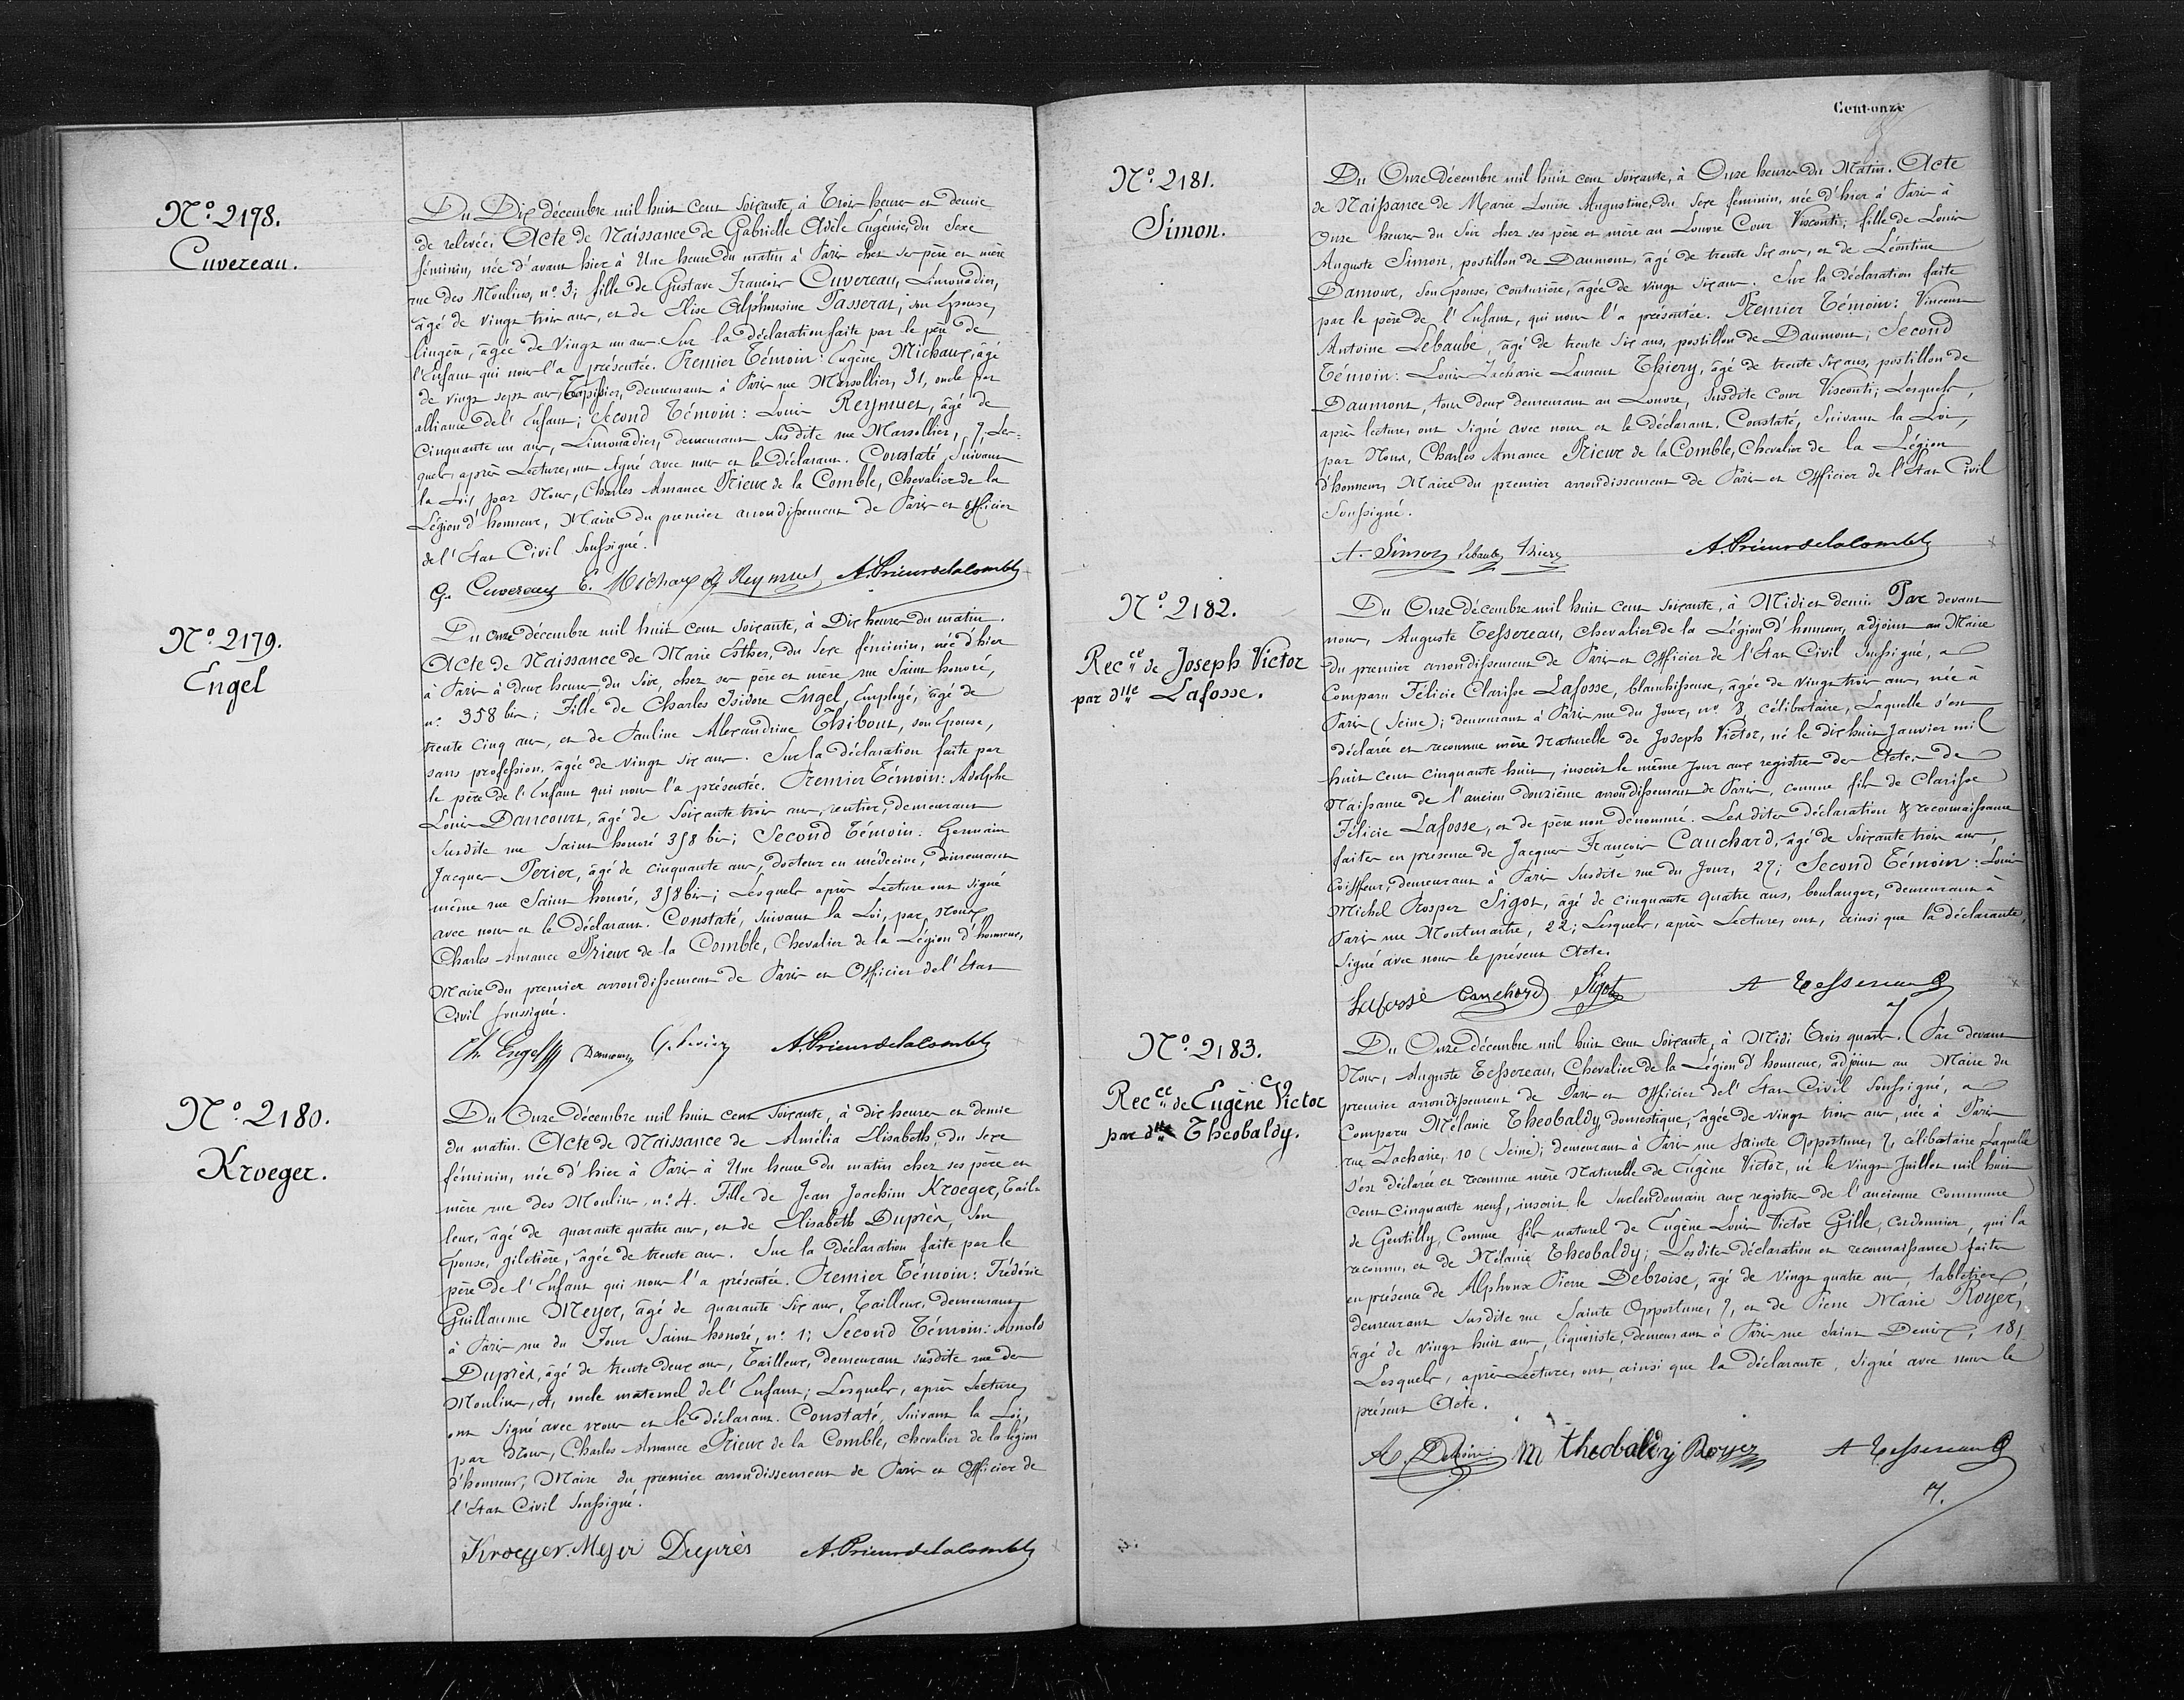 Nº 2178.
Cuvereau.
Du Dix décembre mil huit cent soixante, à Trois heures et demie
de relevée, Acte de Naissance de Gabrielle Adèle Eugénie, du Sexe
féminin, née d'avant hier à Une heure du matin à Paris chez ses père et mère
rue des Moulins, nº 3; fille de Gustave François Cuvereau, Limonadier,
âgé de vingt trois ans, et de Elise Alphonsine Passerat, son Epouse,
lingère, âgée de Vingt un ans. Sur la déclaration faite par le père de
l'Enfant qui nous l'a présentée. Premier Témoin: Eugène Michaux, âgé
de vingt sept ans, Tapissier, demeurant à Paris rue Marsollier, 31, oncle par
alliance de l'Enfant; Second Témoin: Louis Reymuet, âgé de
Cinquante un ans, Limonadier, demeurant susdite rue Marsollier, 7, Les=
quels, après Lecture, ont signé avec nous et le déclarant. Constaté, suivant
la Loi, par Nous, Charles Amance Prieur de la Comble, Chevalier de la
Légion d'honneur, Maire du premier arrondissement de Paris et officier
de l'Etat Civil soussigné.
G. Cuvereau E. Michaux Reymuet A. Prieur de la Comble
Nº 2179.
Engel
Du onze décembre mil huit cent soixante, à Dix heures du matin.
Acte de Naissance de Marie Esther, du Sexe féminin, née d'hier
à Paris à deux heures du Soir, chez ses père et mère rue Saint honoré,
nº 358 bis; Fille de Charles Isidore Engel, Employé, âgé de
trente cinq ans, et de Pauline Alexandrine Thibout, son Epouse,
sans profession, âgée de vingt six ans. Sur la déclaration faite par
le père de l'Enfant qui nous l'a présentée. Premier Témoin: Adolphe
Louis Dancourt, âgé de soixante trois ans, rentier, demeurant
susdite rue Saint honoré 358 bis; Second Témoin: Germain
Jacques Perier, âgé de cinquante ans, docteur en médecine, demeurant
même rue Saint honoré, 358 bis; Lesquels après Lecture ont signé
avec nous et le déclarant. Constaté, suivant la Loi, par Nous
Charles Amance Prieur de la Comble, Chevalier de la Légion d'honneur,
Maire du premier arrondissement de Paris et Officier de l'Etat
Civil soussigné.
Ch. Engel Dancourt G. Perier A. Prieur de la Comble
Nº 2180.
Kroeger.
Du Onze décembre mil huit cent soixante, à dix heures et demie
du matin. Acte de Naissance de Amélia Elisabeth, du sexe
féminin, née d'hier à Paris à Une heure du matin chez ses père et
mère rue des Moulins, nº 4. Fille de Jean Joachim Kroeger, Tail=
leur, âgé de quarante quatre ans, et de Elisabeth Duprès, son
Epouse, giletière, âgée de trente ans. Sur la déclaration faite par le
père de l'Enfant qui nous l'a présentée. Premier Témoin: Frédéric
Guillaume Meyer, âgé de quarante six ans, Tailleur, demeurant
à Paris rue du Four Saint honoré, nº 1; Second Témoin: Arnold
Duprès, âgé de trente deux ans, Tailleur, demeurant susdite rue des
Moulins, 4, oncle maternel de l'Enfant; Lesquels, après Lecture
ont signé avec nous et le déclarant. Constaté, suivant la Loi,
par Nous, Charles Amance Prieur de la Comble, Chevalier de la légion
d'honneur, Maire du premier arrondissement de Paris et Officier de
l'Etat Civil soussigné.
Kroeger. Meyer Duprès A. Prieur de la Comble
Cent-onze
Nº 2181.
Simon.
Du Onze décembre mil huit cent soixante, à Onze heures du Matin. Acte
de Naissance de Marie Louise Augustine, du Sexe féminin, née d'hier à Paris à
Onze heures du Soir chez ses père et mère au Louvre Cour Visconti; fille de Louis
Auguste Simon, postillon de Daumont, âgé de trente six ans, et de Léontine
Damour, son Epouse, couturière, âgée de vingt six ans. Sur la déclaration faite
par le père de l'Enfant, qui nous l'a présentée. Premier Témoin: Vincent
Antoine Lebaube, âgé de trente six ans, postillon de Daumont; Second
Témoin: Louis Zacharie Laurent Thiery, âgé de trente six ans, postillon de
Daumont, tous deux demeurant au Louvre, susdite Cour Visconti; Lesquels,
après lecture, ont signé avec nous et le déclarant. Constaté, suivant la Loi,
par Nous, Charles Amance Prieur de la Comble, Chevalier de la Légion
d'honneur, Maire du premier arrondissement de Paris et Officier de l'Etat Civil
soussigné.
A. Simon Lebaube Thiery A. Prieur de la Comble
Nº 2182.
Rec.ce de Joseph Victor
par dlle Lafosse.
Du Onze décembre mil huit cent soixante, à Midi et demi. Par devant
nous, Auguste Tessereau, Chevalier de la Légion d'honneur, adjoint au Maire
du premier arrondissement de Paris et Officier de l'Etat Civil soussigné, a
Comparu Félicie Clarisse Lafosse, blanchisseuse, âgée de vingt trois ans, née à
Paris (Seine); demeurant à Paris rue du Jour, nº 8, célibataire, Laquelle s'est
déclarée et reconnue mère Naturelle de Joseph Victor, né le dix huit Janvier mil
huit cent cinquante huit, inscrit le même jour aux registres des Actes de
Naissance de l'ancien douzième arrondissement de Paris, comme fils de Clarisse
Félicie Lafosse, et de père non dénommé. Les dites déclaration & reconnaissance
faites en présence de Jacques François Cauchard, âgé de soixante trois ans,
Coiffeur, demeurant à Paris susdite rue du Jour, 27; Second Témoin: Louis
Michel Prosper Sigot, âgé de cinquante quatre ans, boulanger, demeurant à
Paris rue Montmartre, 22; Lesquels, après Lecture, ont, ainsi que la déclarante,
signé avec nous le présent Acte.
Lafosse Cauchard Sigot A Tessereau
Nº 2183.
Rec.ce de Eugène Victor
par dlle Theobaldy.
Du Onze décembre mil huit cent soixante, à Midi Trois quarts. Par devant
Nous, Auguste Tessereau, Chevalier de la Légion d'honneur, adjoint au Maire du
premier arrondissement de Paris et Officier de l'Etat Civil soussigné, a
Comparu Mélanie Theobaldy, domestique, âgée de vingt trois ans, née à Paris
rue Zacharie, 10 (Seine); demeurant à Paris rue Sainte Opportune, 7, célibataire Laquelle
s'est déclarée et reconnue mère Naturelle de Eugène Victor, né le vingt Juillet mil huit
cent cinquante neuf, inscrit le surlendemain aux registres de l'ancienne Commune
de Gentilly, Comme fils naturel de Eugène Louis Victor Gille, cordonnier, qui l'a
reconnu, et de Mélanie Theobaldy; Lesdites déclaration et reconnaissance faites
en présence de Alphonse Pierre Debroise, âgé de vingt quatre ans, tabletier,
demeurant susdite rue Sainte Opportune, 7, et de Pierre Marie Royer,
âgé de vingt huit ans, liquoriste, demeurant à Paris rue Saint Denis, 181
Lesquels, après Lecture, ont, ainsi que la déclarante, signé avec nous le
présent Acte.
A. Debroise M theobaldy Royer A Tessereau